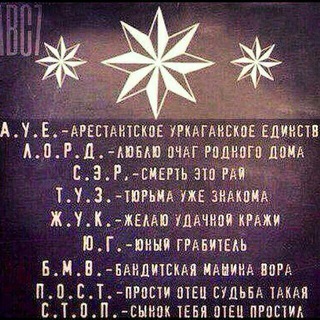 А.У.Е.-АРЕСТАНТСКОЕ УРКАГАНСКОЕ ЕДИНСТВ
Л.О.Р.Д.-ЛЮБЛЮ ОЧАГ РОДНОГО ДОМА
С.Э.Р.-СМЕРТЬ ЭТО РАЙ
Т.У.З.-ТЮРЬМА УЖЕ ЗНАКОМА
Ж.У.К.-ЖЕЛАЮ УДАЧНОЙ КРАЖИ
Ю.Г.-ЮНЫЙ ГРАБИТЕЛЬ
Б.М.В.-БАНДИТСКАЯ МАШИНА ВОРА
П.О.С.Т.-ПРОСТИ ОТЕЦ СУДЬБА ТАКАЯ
С.Т.О.П.-СЫНОК ТЕБЯ ОТЕЦ ПРОСТИЛ